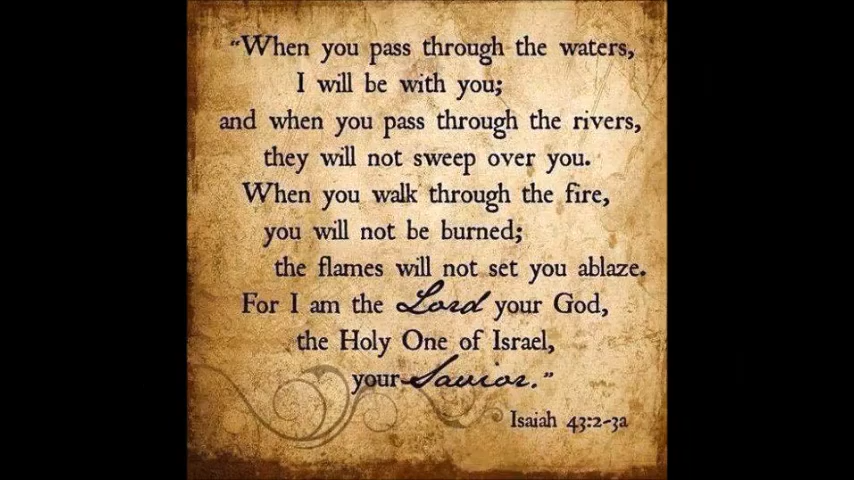 "When you pass through the waters,
I will be with you;
and when you pass through the rivers,
they will not sweep over you.
When you walk through the fire,
you will not be burned;
the flames will not set you ablaze.
For I am the Lord your God,
the Holy One of Israel,
your Savior."
Isaiah 43:2-3a